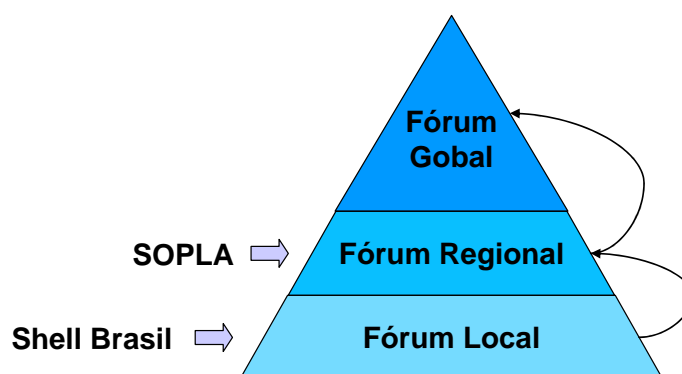 Fórum
Gobal
SOPLA
Fórum Regional
Shell Brasil
Fórum Local